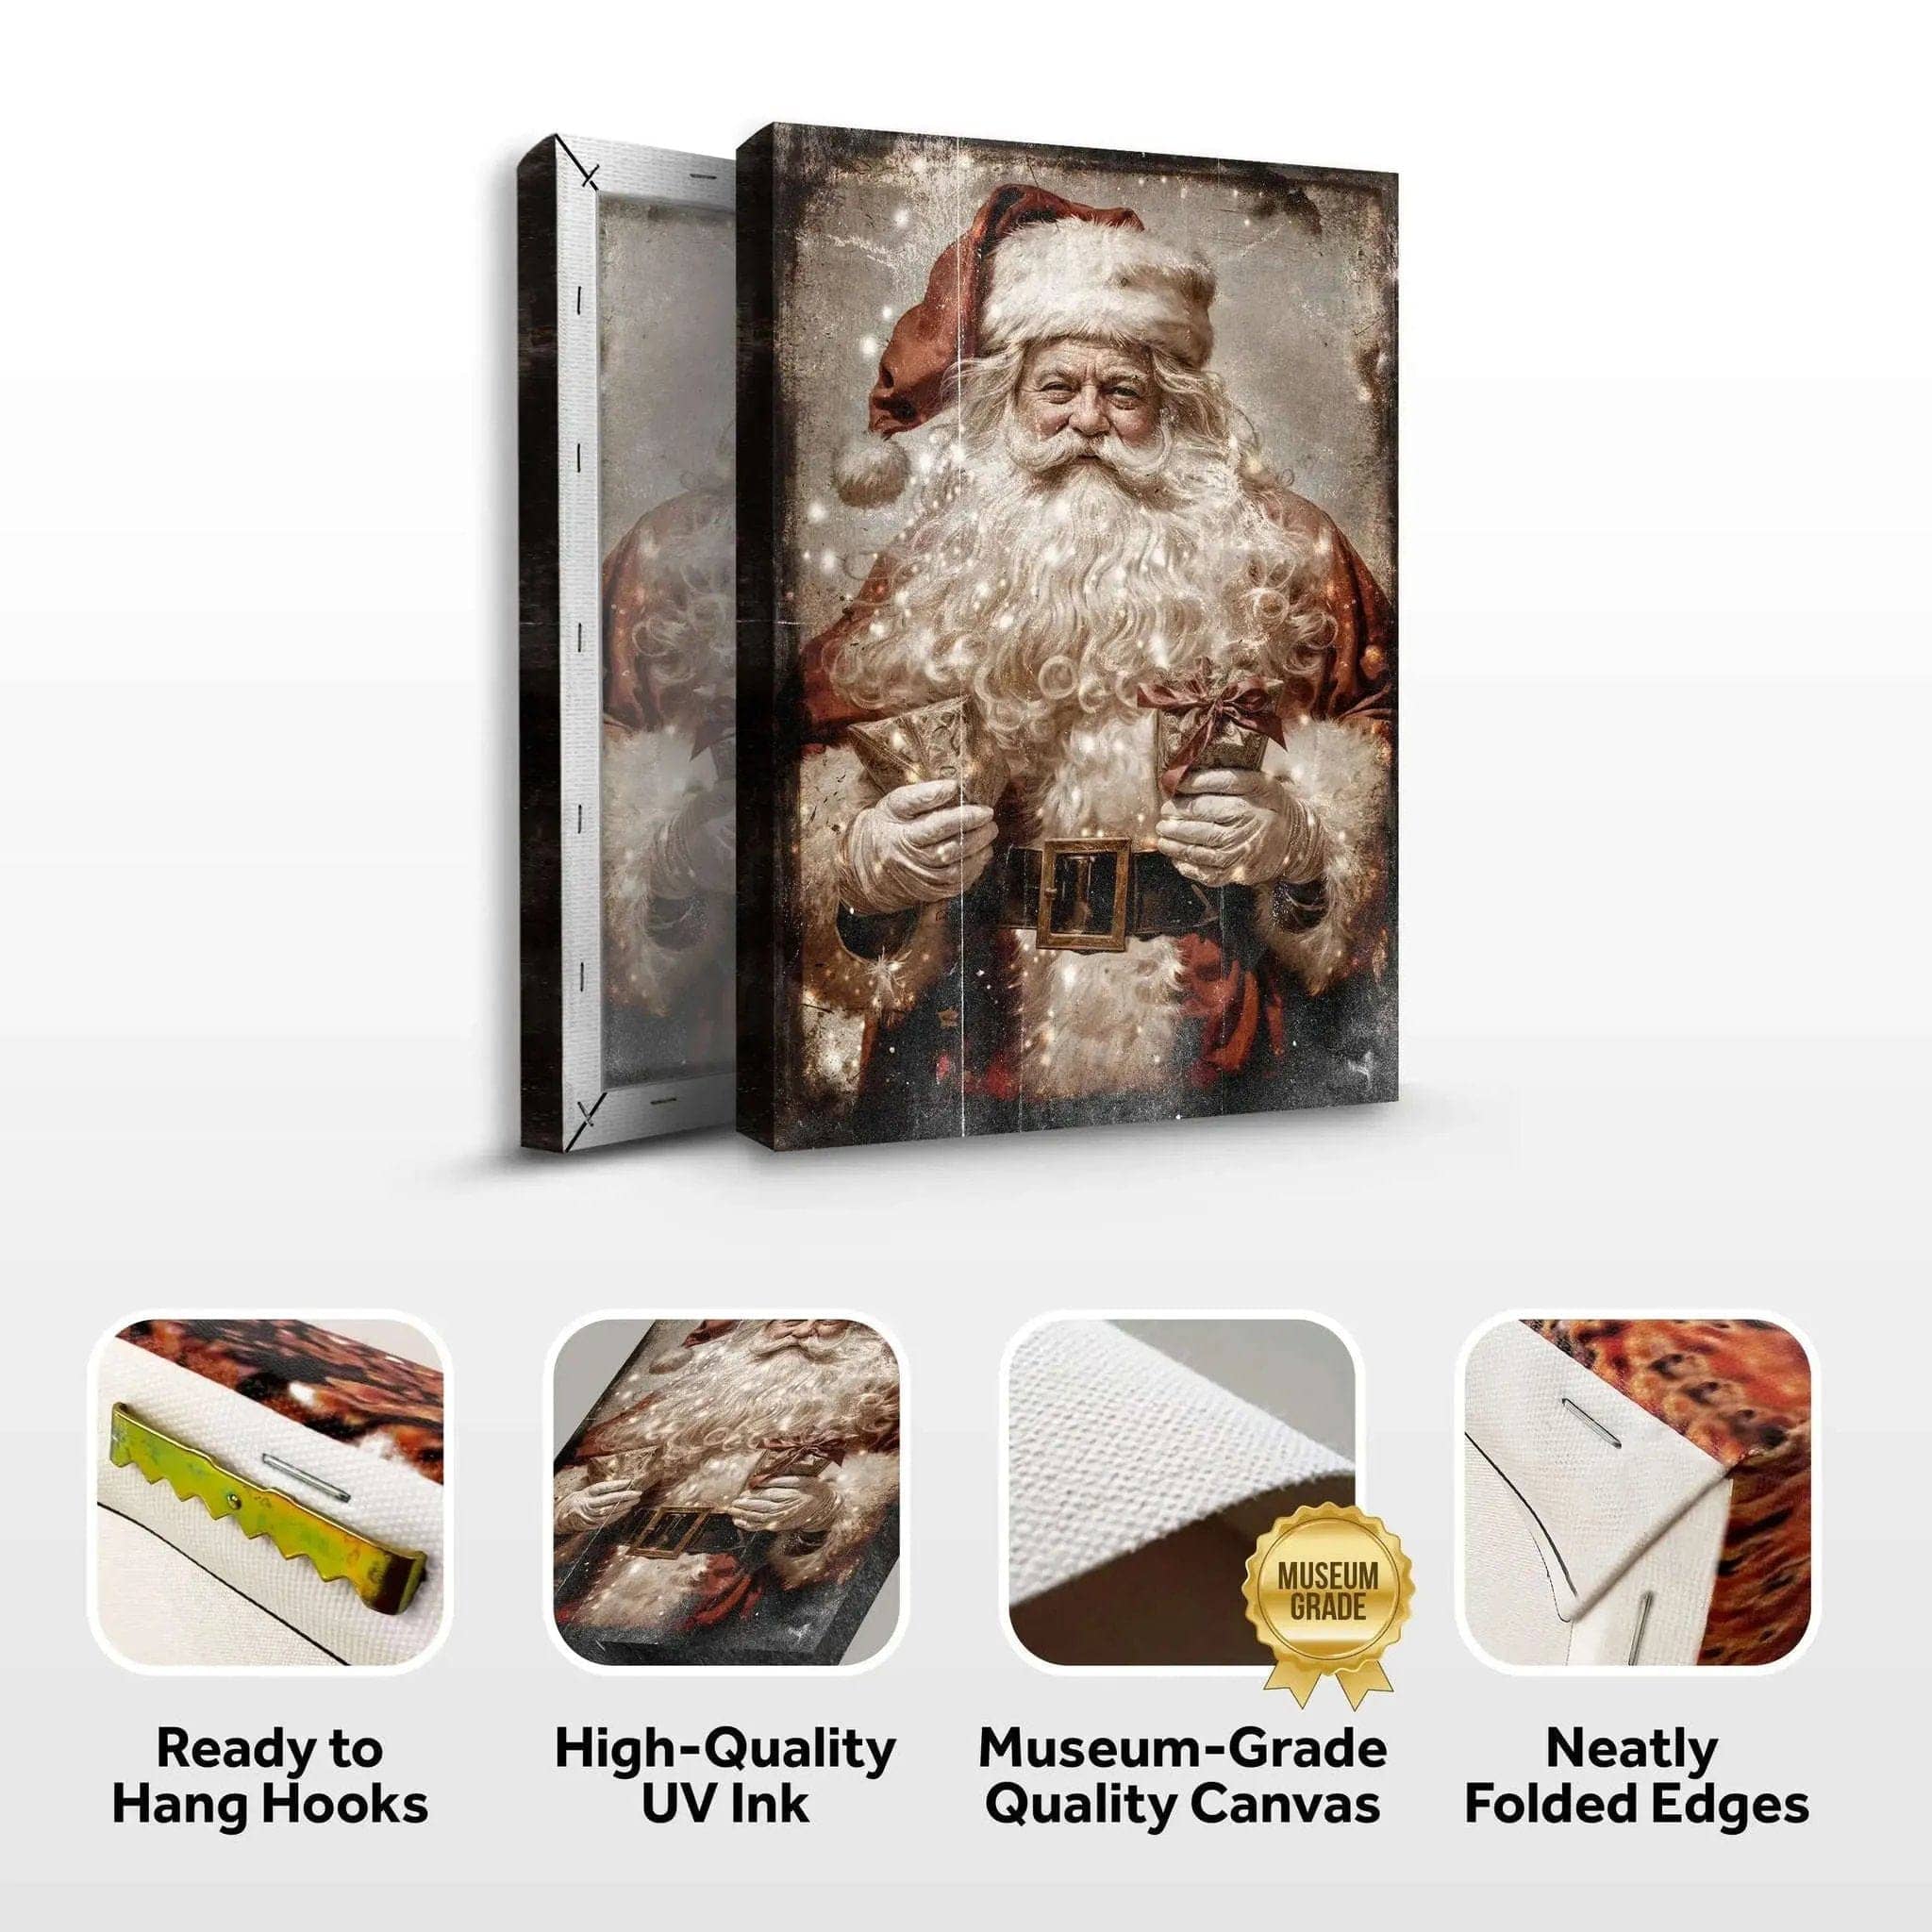 MUSEUM
GRADE
Ready to
Hang Hooks
High-Quality
UV Ink
Museum-Grade
Quality Canvas
Neatly
Folded Edges